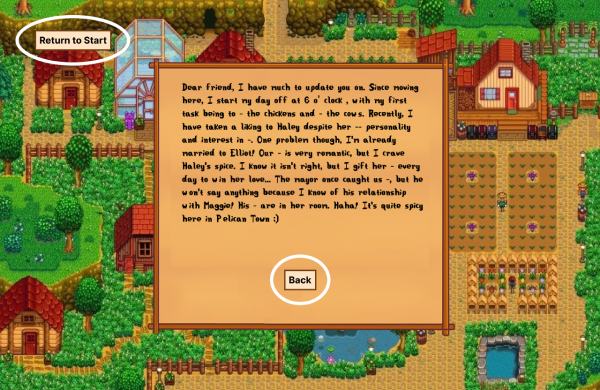 Return to Start
Dear friend, I have much to update you on. Since moving
here, I start my day off at 6 o' clock , with my first
task being to - the chickens and - the cows. Recently, I
have taken a liking to Haley despite her -- personality
and interest in -. One problem though, I'm already
married to Elliot! Our - is very romantic, but I crave
Haley's spice. I know it isn't right, but I gift her - every
day to win her love... The mayor once caught us -, but he
won't say anything because I know of his relationship
with Maggie! His - are in her room. Haha! It's quite spicy
here in Pelican Town ;)
Back